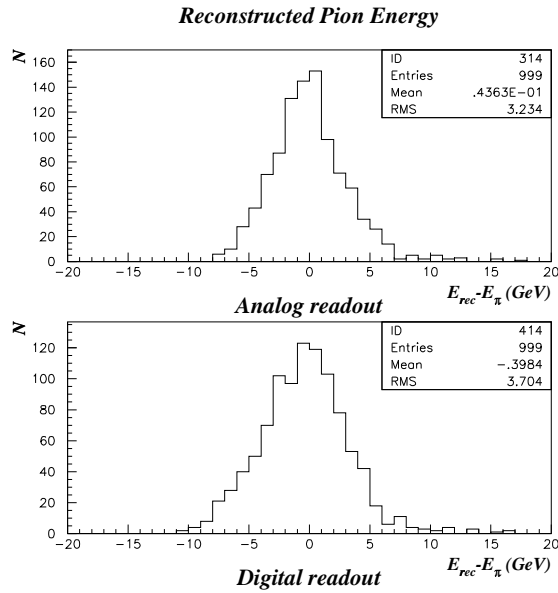 Reconstructed Pion Energy
N
ID 314
Entries 999
Mean .4363E-01
RMS 3.234
160
140
120
100
80
60
40
20
0
-20 -15 -10 -5 0 5 10 15 20
E_rec-E_π (GeV)
Analog readout
N
ID 414
Entries 999
Mean -.3984
RMS 3.704
120
100
80
60
40
20
0
-20 -15 -10 -5 0 5 10 15 20
E_rec-E_π (GeV)
Digital readout